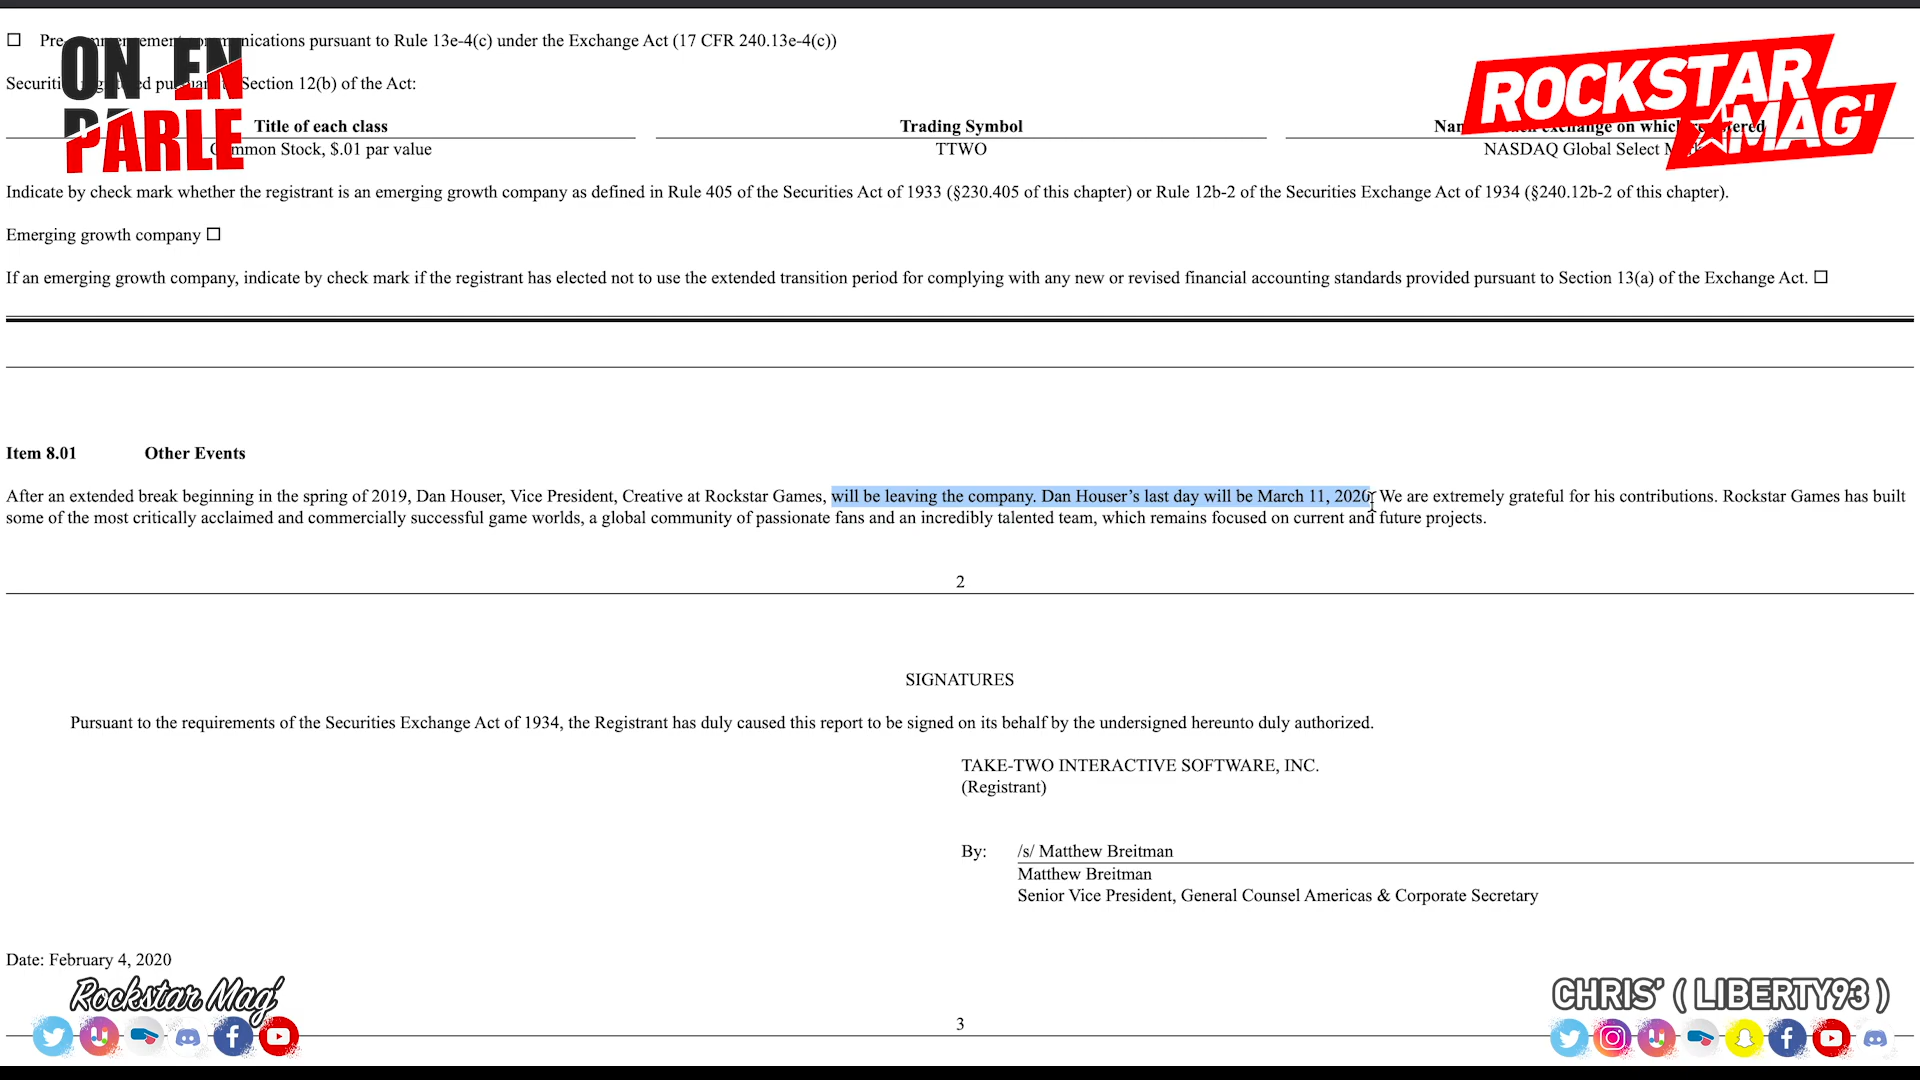 ☐ Pre-commencement communications pursuant to Rule 13e-4(c) under the Exchange Act (17 CFR 240.13e-4(c))
ON EN
PARLE
ROCKSTAR
MAG'
Securities registered pursuant to Section 12(b) of the Act:
Title of each class Trading Symbol exchange on which registered
Common Stock, $.01 par value TTWO NASDAQ Global Select
Indicate by check mark whether the registrant is an emerging growth company as defined in Rule 405 of the Securities Act of 1933 (§230.405 of this chapter) or Rule 12b-2 of the Securities Exchange Act of 1934 (§240.12b-2 of this chapter).
Emerging growth company ☐
If an emerging growth company, indicate by check mark if the registrant has elected not to use the extended transition period for complying with any new or revised financial accounting standards provided pursuant to Section 13(a) of the Exchange Act. ☐
Item 8.01 Other Events
After an extended break beginning in the spring of 2019, Dan Houser, Vice President, Creative at Rockstar Games, will be leaving the company. Dan Houser’s last day will be March 11, 2020. We are extremely grateful for his contributions. Rockstar Games has built
some of the most critically acclaimed and commercially successful game worlds, a global community of passionate fans and an incredibly talented team, which remains focused on current and future projects.
2
SIGNATURES
Pursuant to the requirements of the Securities Exchange Act of 1934, the Registrant has duly caused this report to be signed on its behalf by the undersigned hereunto duly authorized.
TAKE-TWO INTERACTIVE SOFTWARE, INC.
(Registrant)
By: /s/ Matthew Breitman
Matthew Breitman
Senior Vice President, General Counsel Americas & Corporate Secretary
Date: February 4, 2020
Rockstar Mag'
CHRIS' ( LIBERTY93 )
3